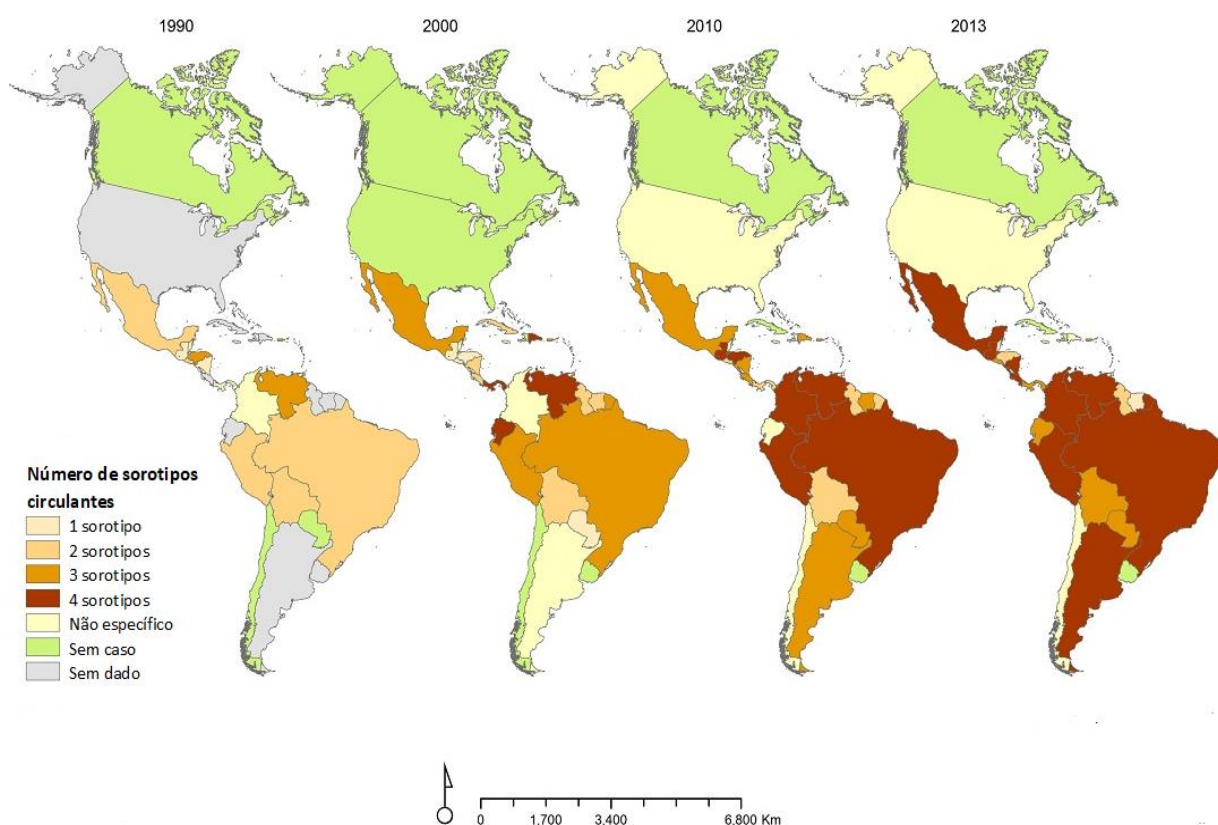 1990
2000
2010
2013
Número de sorotipos
circulantes
1 sorotipo
2 sorotipos
3 sorotipos
4 sorotipos
Não específico
Sem caso
Sem dado
0 1.700 3.400 6.800 Km